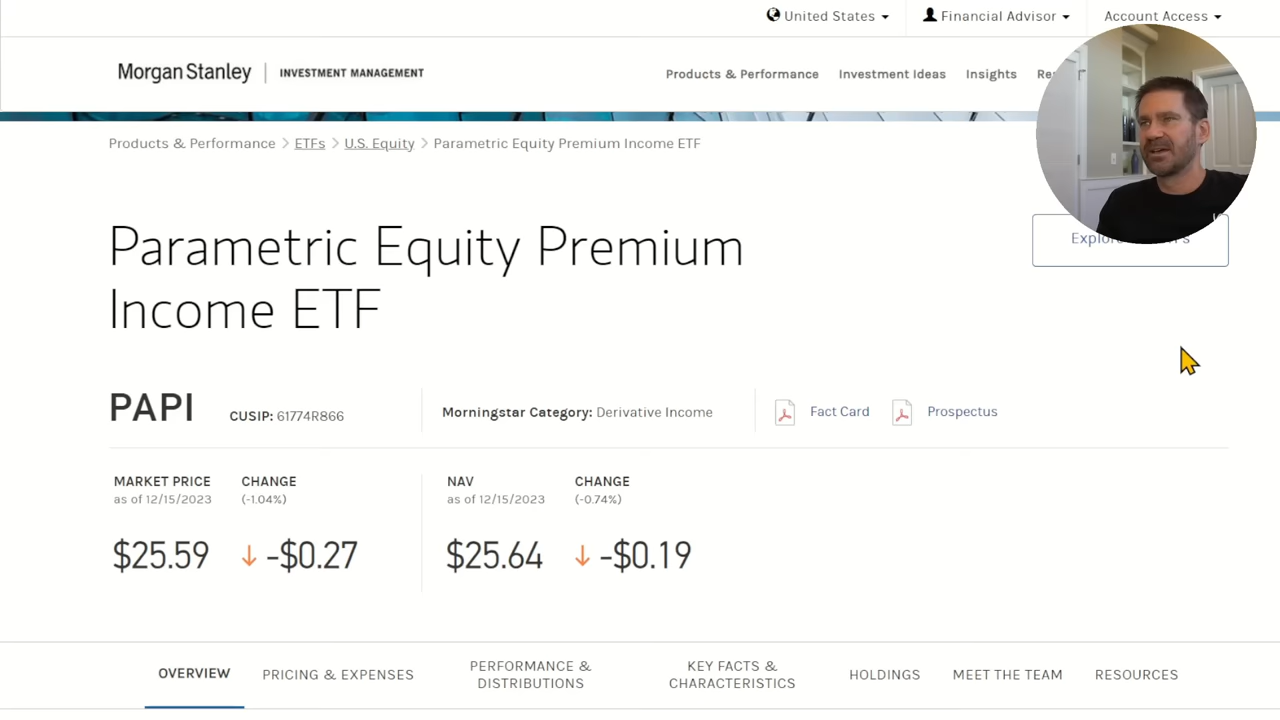 United States
Financial Advisor
Account Access
Morgan Stanley | INVESTMENT MANAGEMENT
Products & Performance
Investment Ideas
Insights
Products & Performance > ETFs > U.S. Equity > Parametric Equity Premium Income ETF
Parametric Equity Premium
Income ETF
PAPI
CUSIP: 61774R866
Morningstar Category: Derivative Income
Fact Card
Prospectus
MARKET PRICE
as of 12/15/2023
CHANGE
(-1.04%)
NAV
as of 12/15/2023
CHANGE
(-0.74%)
$25.59
-$0.27
$25.64
-$0.19
OVERVIEW
PRICING & EXPENSES
PERFORMANCE &
DISTRIBUTIONS
KEY FACTS &
CHARACTERISTICS
HOLDINGS
MEET THE TEAM
RESOURCES